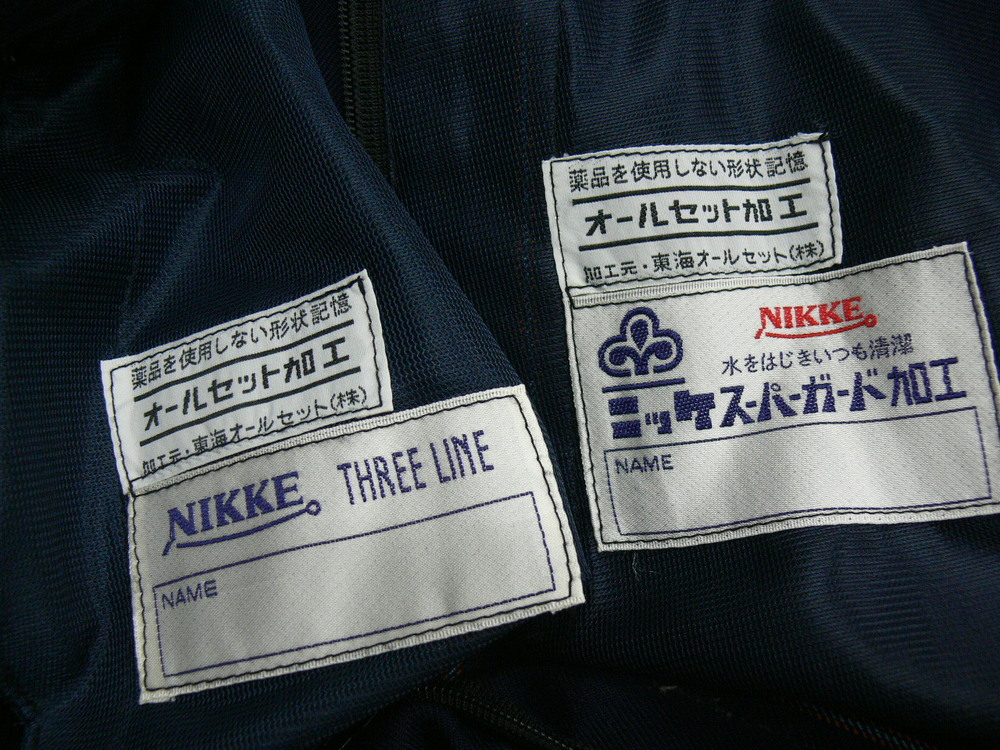 薬品を使用しない形状記憶
オールセット加工
加工元・東海オールセット(株)
NIKKE THREE LINE
NAME
薬品を使用しない形状記憶
オールセット加工
加工元・東海オールセット(株)
NIKKE
水をはじきいつも清潔
ニッケスーパーガード加工
NAME